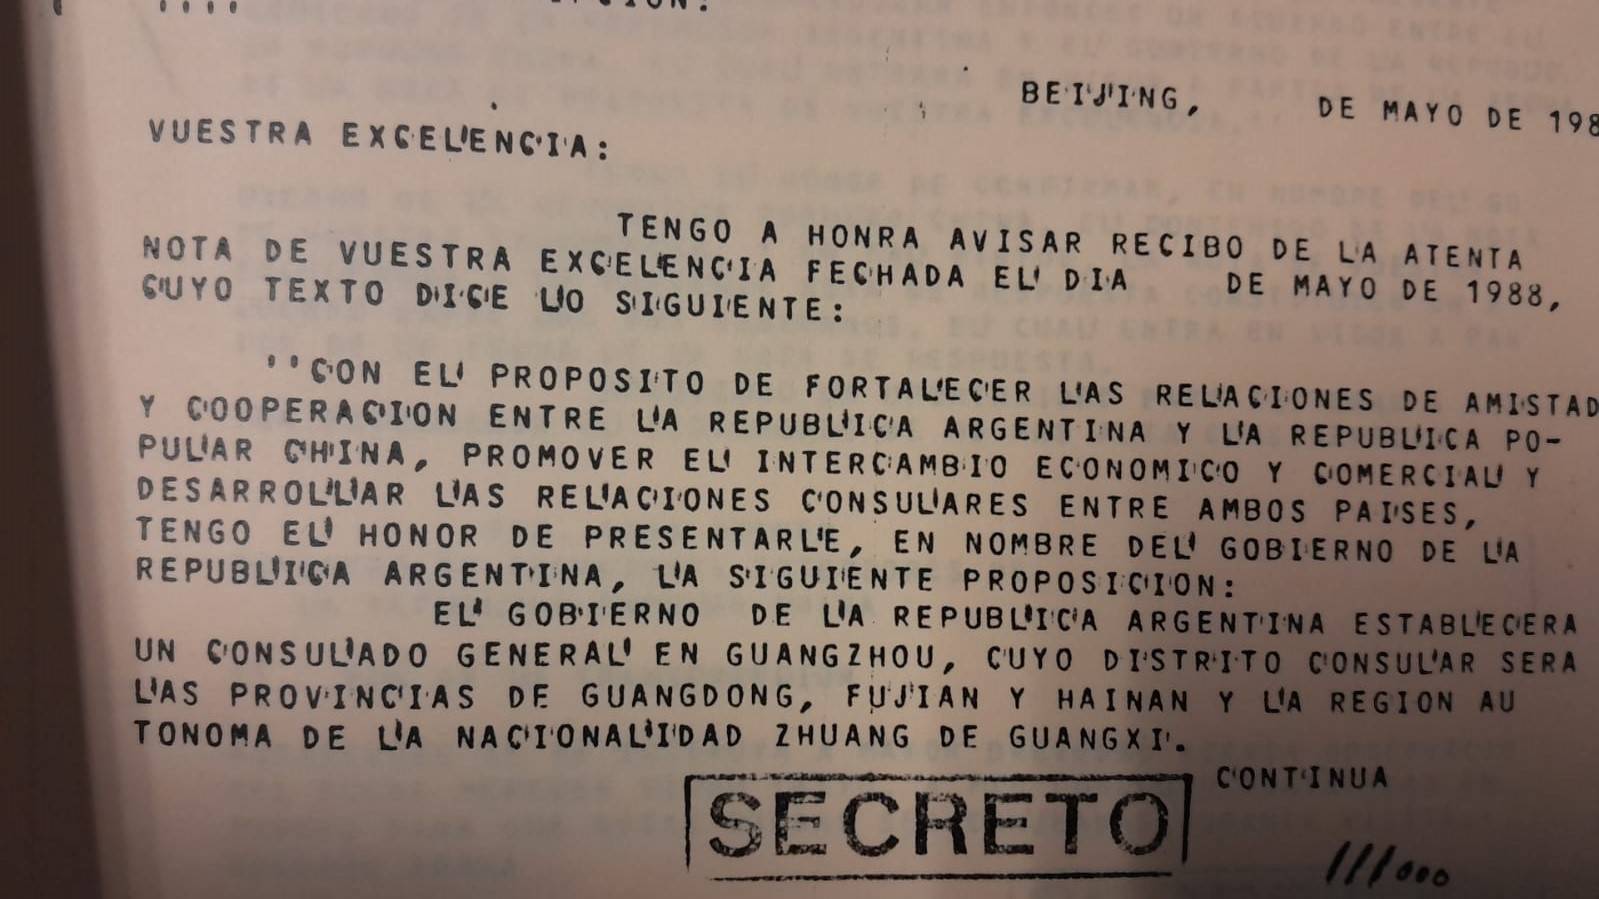 BEIJING, DE MAYO DE 198
VUESTRA EXCELENCIA:
TENGO A HONRA AVISAR RECIBO DE LA ATENTA
NOTA DE VUESTRA EXCELENCIA FECHADA EL DIA DE MAYO DE 1988,
CUYO TEXTO DICE LO SIGUIENTE:
''CON EL PROPOSITO DE FORTALECER LAS RELACIONES DE AMISTAD
Y COOPERACION ENTRE LA REPUBLICA ARGENTINA Y LA REPUBLICA PO-
PULAR CHINA, PROMOVER EL INTERCAMBIO ECONOMICO Y COMERCIAL Y
DESARROLLAR LAS RELACIONES CONSULARES ENTRE AMBOS PAISES,
TENGO EL HONOR DE PRESENTARLE, EN NOMBRE DEL GOBIERNO DE LA
REPUBLICA ARGENTINA, LA SIGUIENTE PROPOSICION:
EL GOBIERNO DE LA REPUBLICA ARGENTINA ESTABLECERA
UN CONSULADO GENERAL EN GUANGZHOU, CUYO DISTRITO CONSULAR SERA
LAS PROVINCIAS DE GUANGDONG, FUJIAN Y HAINAN Y LA REGION AU
TONOMA DE LA NACIONALIDAD ZHUANG DE GUANGXI.
CONTINUA
SECRETO